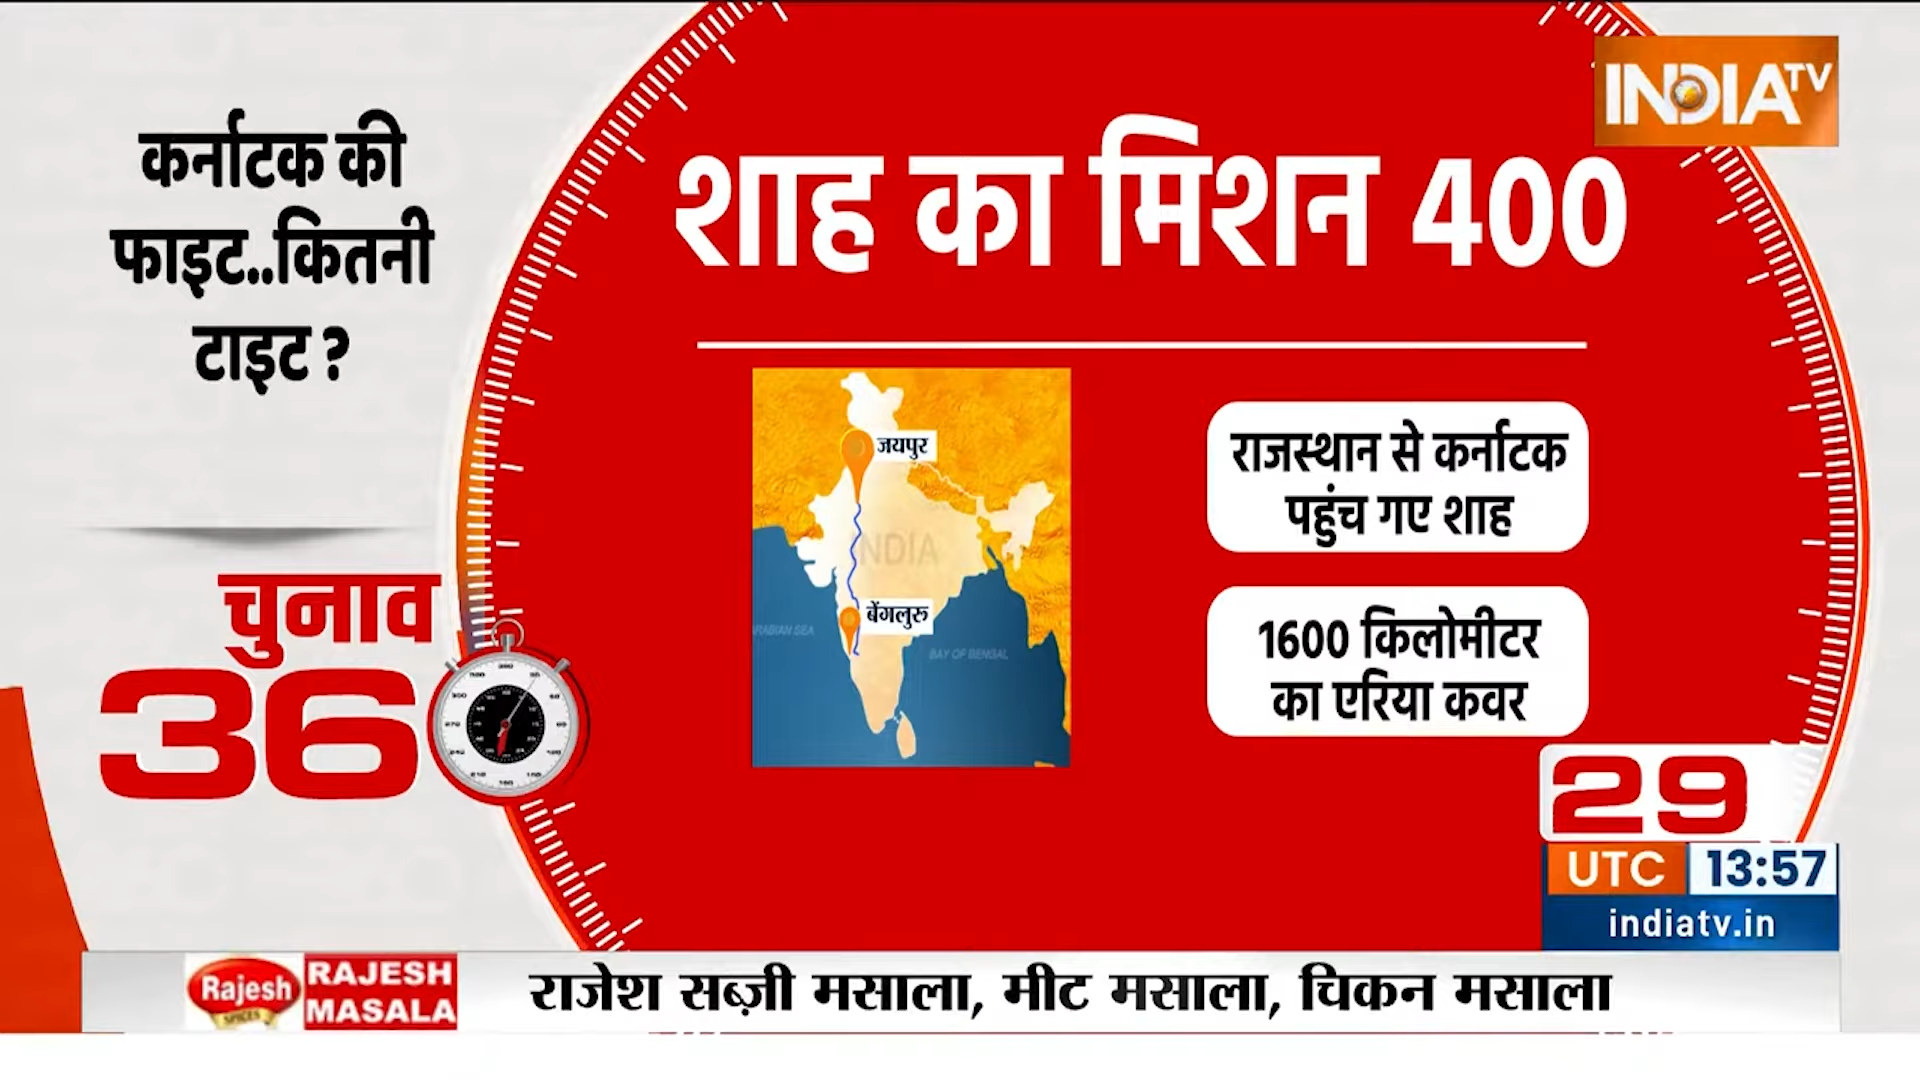 कर्नाटक की
फाइट..कितनी
टाइट ?
चुनाव
36
INDIA TV
शाह का मिशन 400
जयपुर
INDIA
बेंगलुरू
ARABIAN SEA
BAY OF BENGAL
राजस्थान से कर्नाटक
पहुंच गए शाह
1600 किलोमीटर
का एरिया कवर
29
UTC 13:57
indiatv.in
Rajesh
SPICES
RAJESH
MASALA
राजेश सब्ज़ी मसाला, मीट मसाला, चिकन मसाला